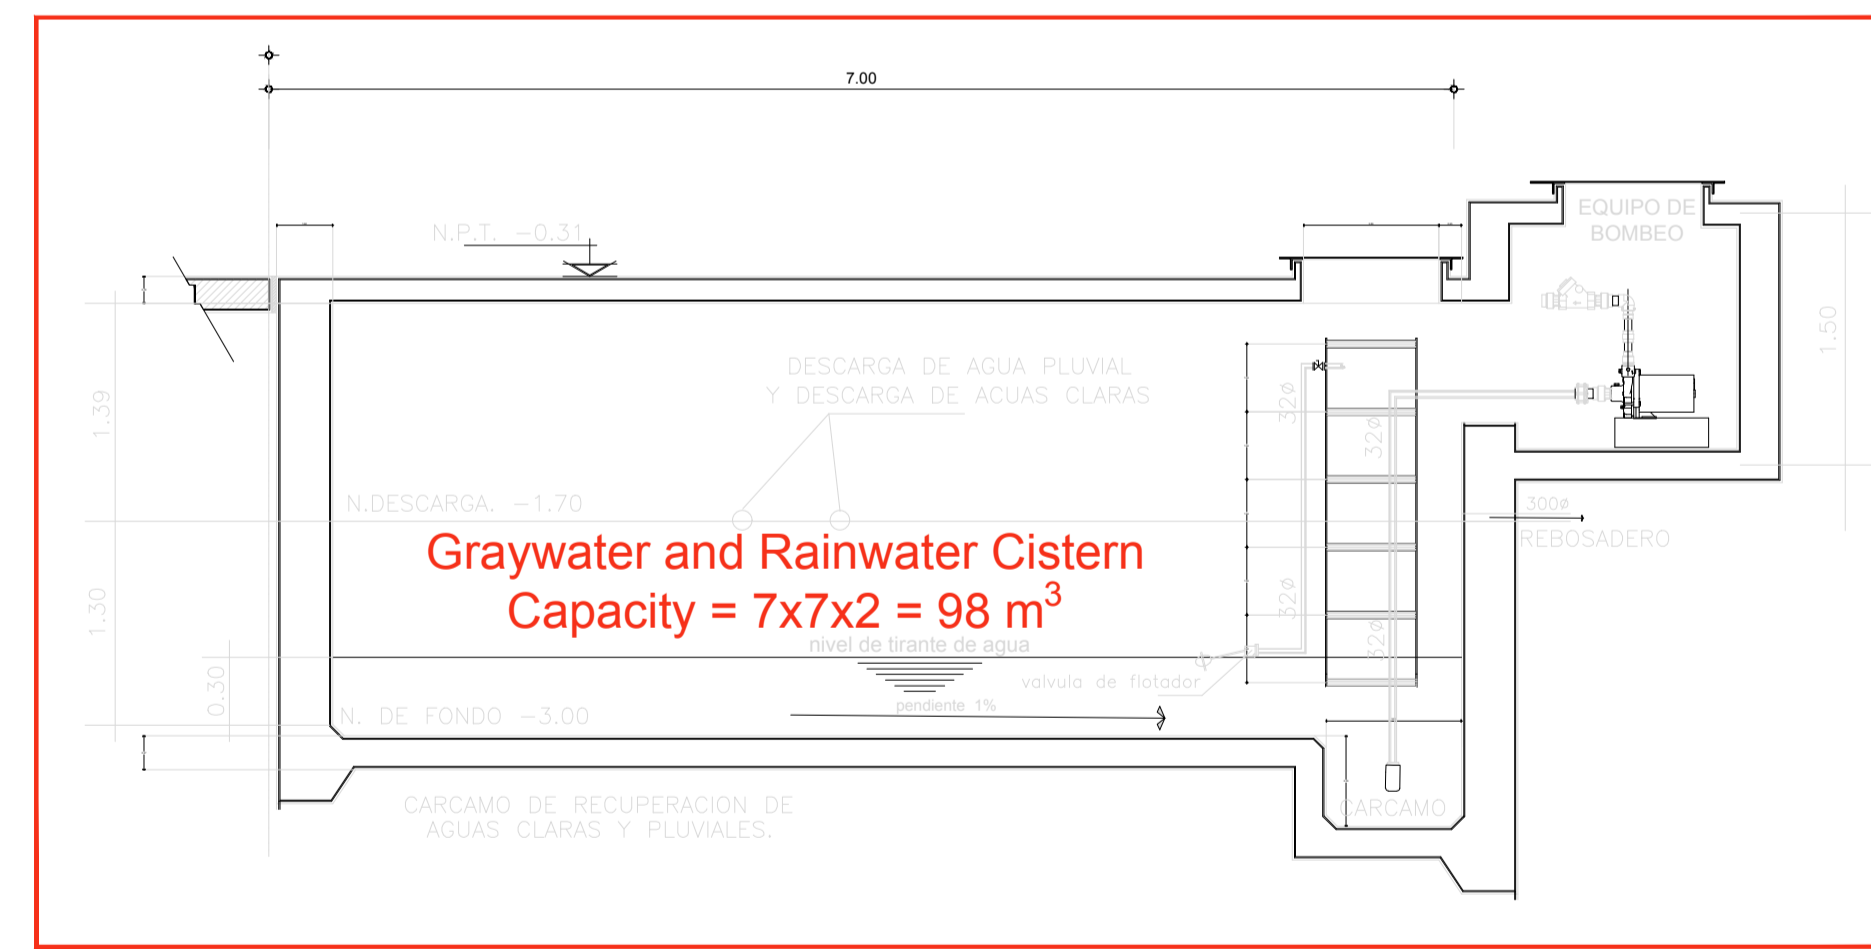 7.00
N.P.T. -0.31
EQUIPO DE
BOMBEO
1.50
DESCARGA DE AGUA PLUVIAL
Y DESCARGA DE ACUAS CLARAS
1.39
32ø
32ø
N.DESCARGA. -1.70
300ø
REBOSADERO
Graywater and Rainwater Cistern
Capacity = 7x7x2 = 98 m³
1.30
32ø
32ø
nivel de tirante de agua
valvula de flotador
0.30
pendiente 1%
N. DE FONDO -3.00
CARCAMO DE RECUPERACION DE
AGUAS CLARAS Y PLUVIALES.
CARCAMO